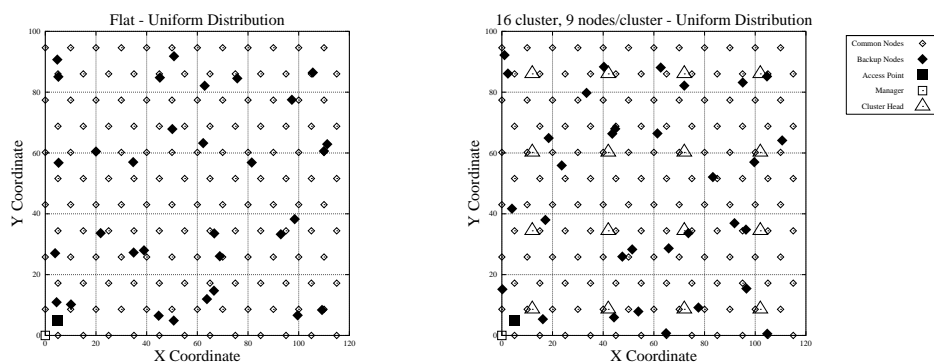 Flat - Uniform Distribution
100
80
60
40
20
0
0 20 40 60 80 100 120
Y Coordinate
X Coordinate
16 cluster, 9 nodes/cluster - Uniform Distribution
100
80
60
40
20
0
0 20 40 60 80 100 120
Y Coordinate
X Coordinate
Common Nodes
Backup Nodes
Access Point
Manager
Cluster Head